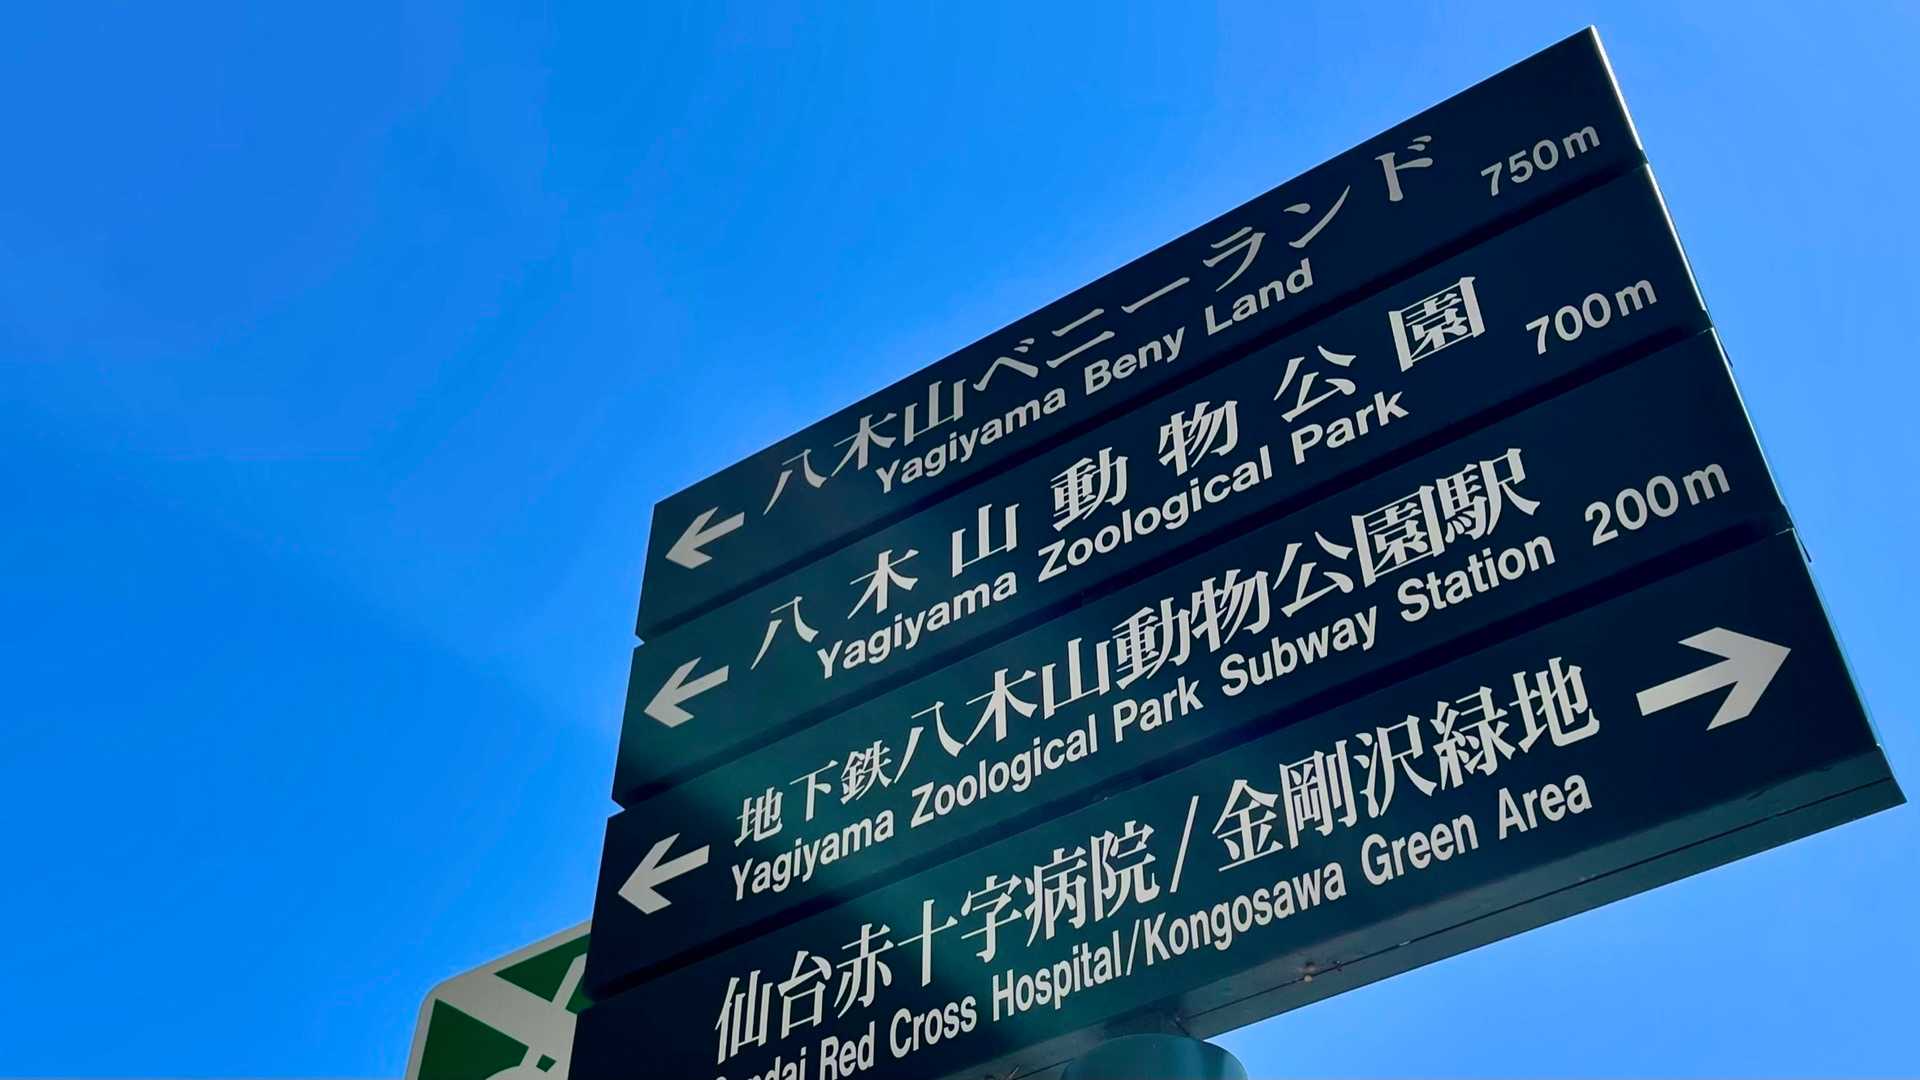 ← 八木山ベニーランド 750m
Yagiyama Beny Land
← 八木山動物公園 700m
Yagiyama Zoological Park
← 地下鉄八木山動物公園駅 200m
Yagiyama Zoological Park Subway Station
仙台赤十字病院/金剛沢緑地 →
Red Cross Hospital/Kongosawa Green Area